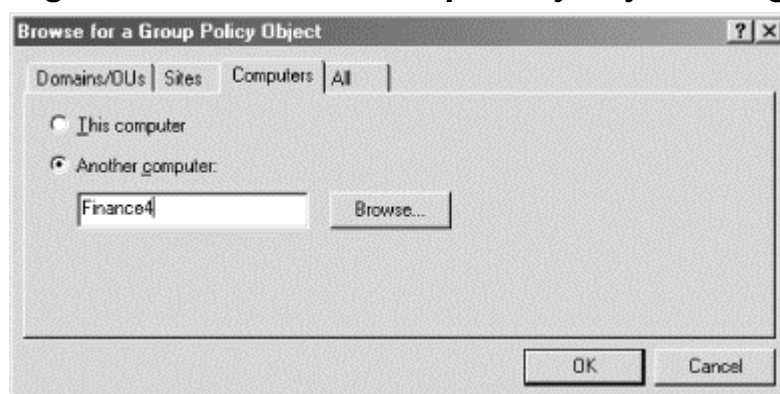 Browse for a Group Policy Object
Domains/OUs Sites Computers All
This computer
Another computer:
Finance4 Browse...
OK Cancel